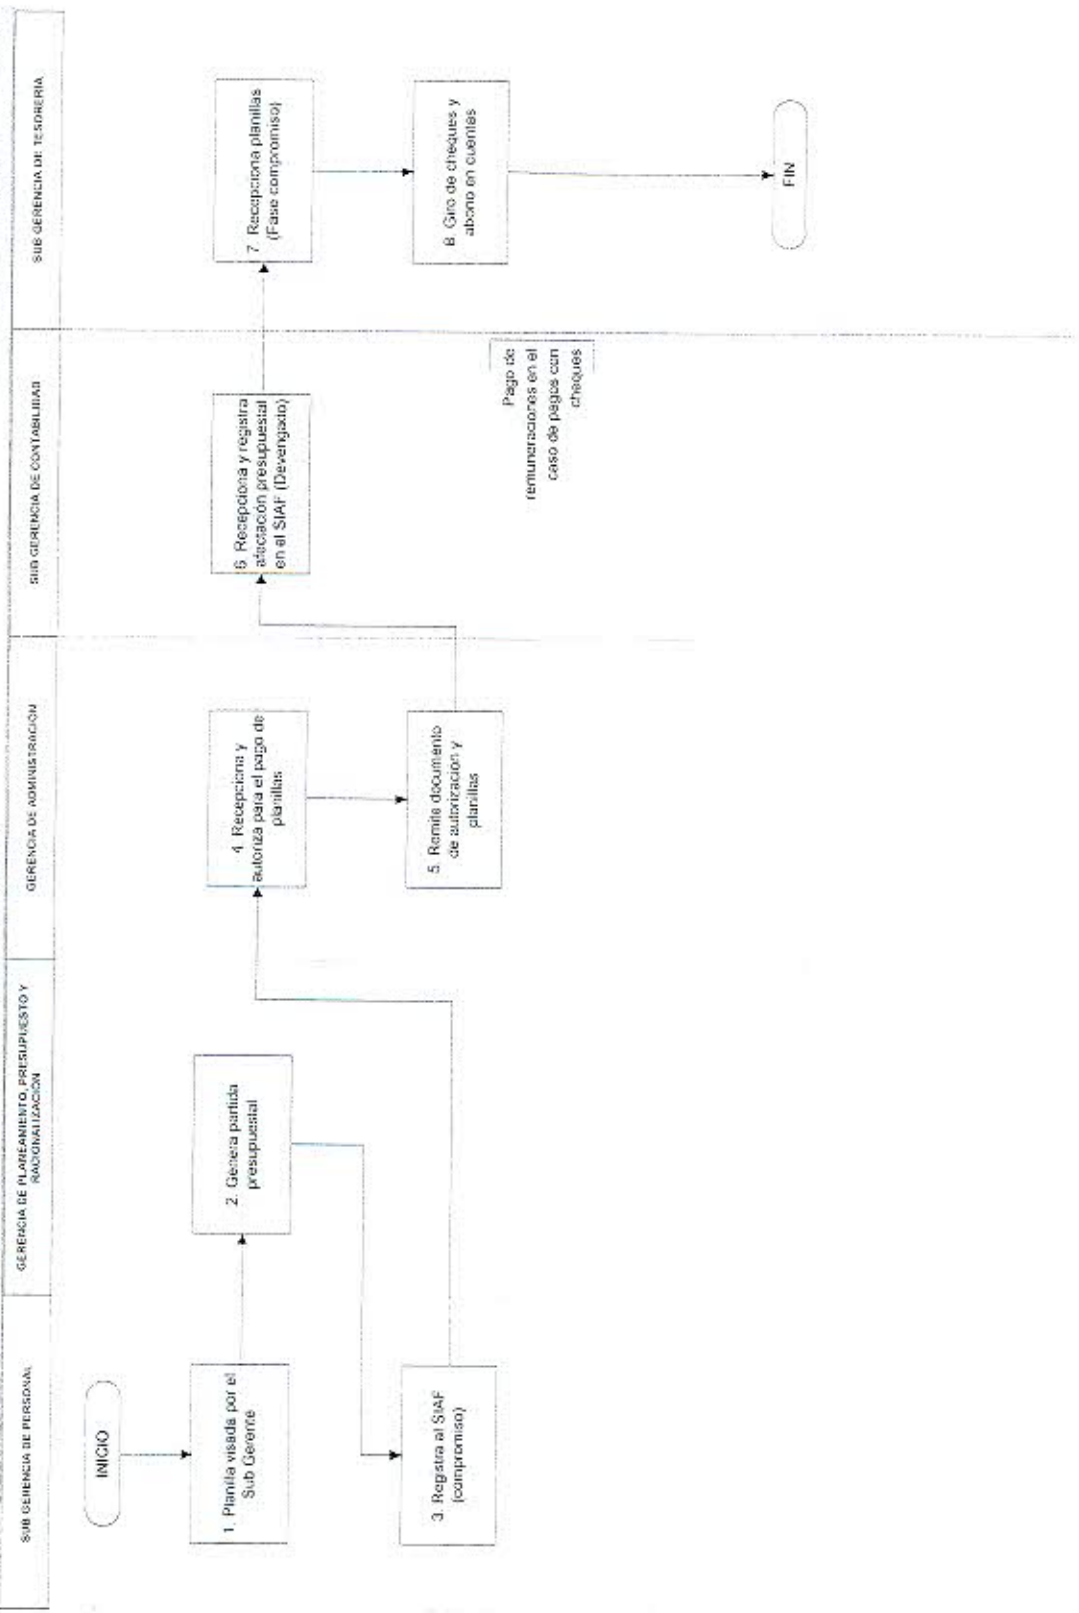 SUB GERENCIA DE PERSONAL
GERENCIA DE PLANEAMIENTO, PRESUPUESTO Y
RACIONALIZACIÓN
GERENCIA DE ADMINISTRACIÓN
SUB GERENCIA DE CONTABILIDAD
SUB GERENCIA DE TESORERIA
INICIO
1. Planilla visada por el
Sub Gerente
2. Genera partida
presupuestal
3. Registra al SIAF
(compromiso)
4. Recepciona y
autoriza para el pago de
planillas
5. Remite documento
de autorización y
planillas
6. Recepciona y registra
afectación presupuestal
en el SIAF (Devengado)
7. Recepciona planillas
(Fase compromiso)
8. Giro de cheques y
abono en cuentas
Pago de
remuneraciones en el
caso de pagos con
cheques
FIN